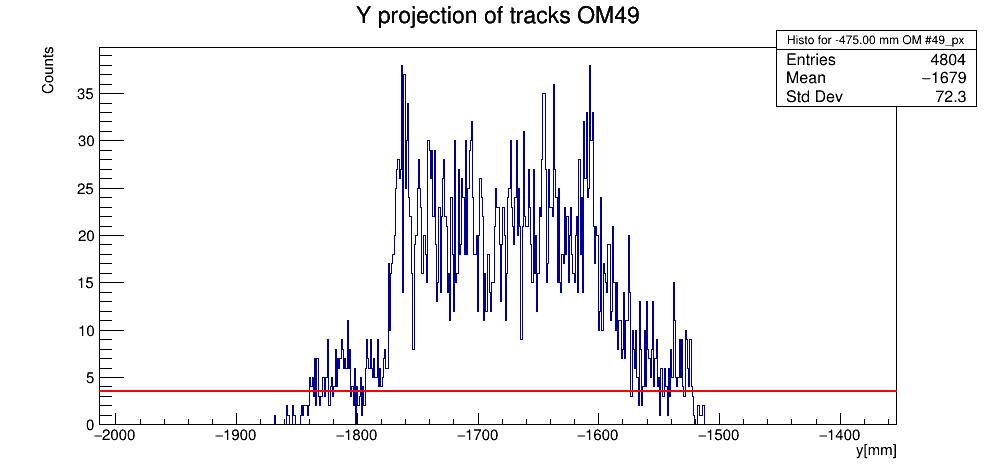 Y projection of tracks OM49
Histo for -475.00 mm OM #49_px
Entries 4804
Mean −1679
Std Dev 72.3
Counts
35
30
25
20
15
10
5
0
−2000 −1900 −1800 −1700 −1600 −1500 −1400
y[mm]